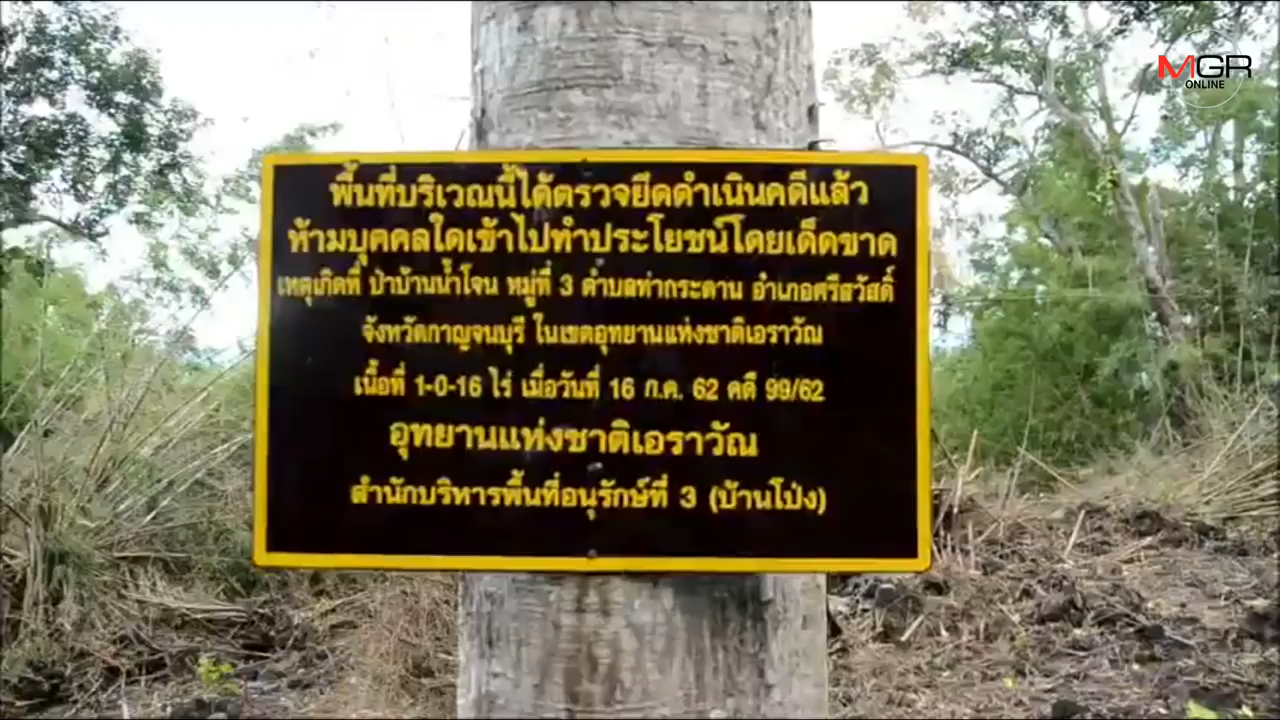 MGR
ONLINE
พื้นที่บริเวณนี้ได้ตรวจยึดดำเนินคดีแล้ว
ห้ามบุคคลใดเข้าไปทำประโยชน์โดยเด็ดขาด
เหตุเกิดที่ ป่าบ้านน้ำโจน หมู่ที่ 3 ตำบลท่ากระดาน อำเภอศรีสวัสดิ์
จังหวัดกาญจนบุรี ในเขตอุทยานแห่งชาติเอราวัณ
เนื้อที่ 1-0-16 ไร่ เมื่อวันที่ 16 ก.ค. 62 คดี 99/62
อุทยานแห่งชาติเอราวัณ
สำนักบริหารพื้นที่อนุรักษ์ที่ 3 (บ้านโป่ง)